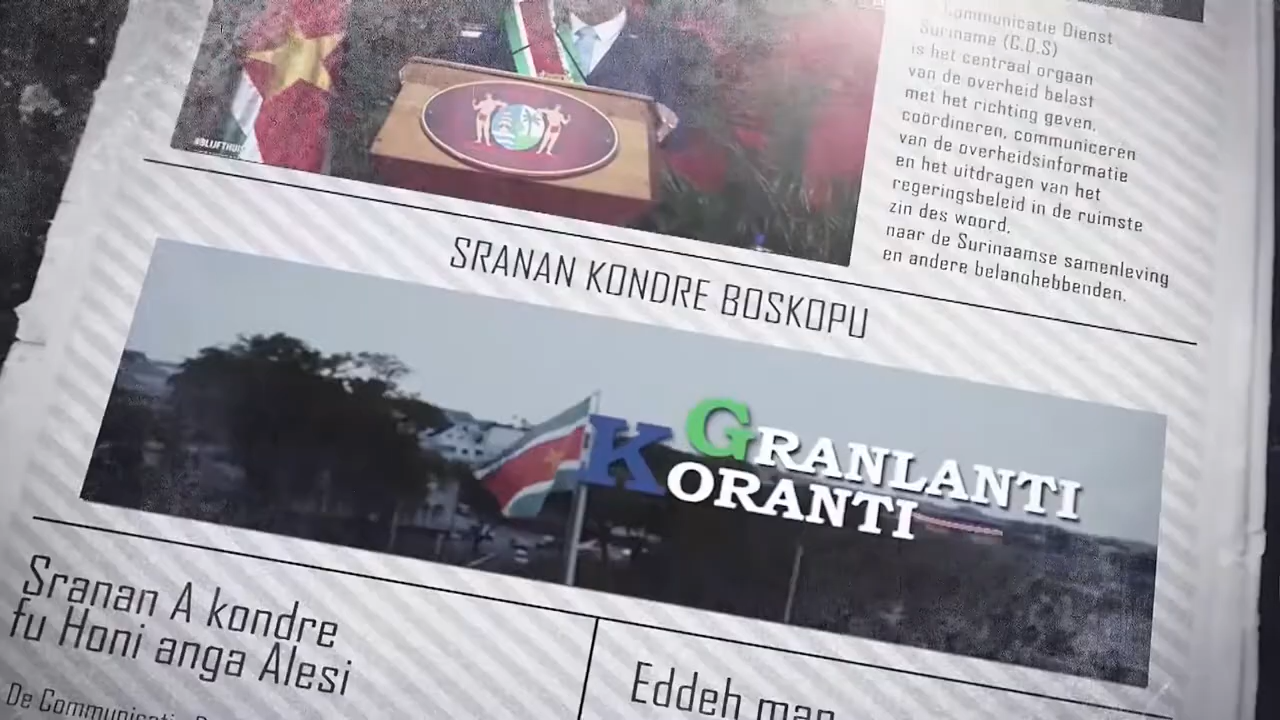 Communicatie Dienst
Suriname (C.D.S)
is het centraal orgaan
van de overheid belast
met het richting geven,
coördineren, communiceren
van de overheidsinformatie
en het uitdragen van het
regeringsbeleid in de ruimste
zin des woord,
naar de Surinaamse samenleving
en andere belanghebbenden.
SRANAN KONDRE BOSKOPU
GRANLANTI
KORANTI
Sranan A kondre
fu Honi anga Alesi
De
Eddeh man